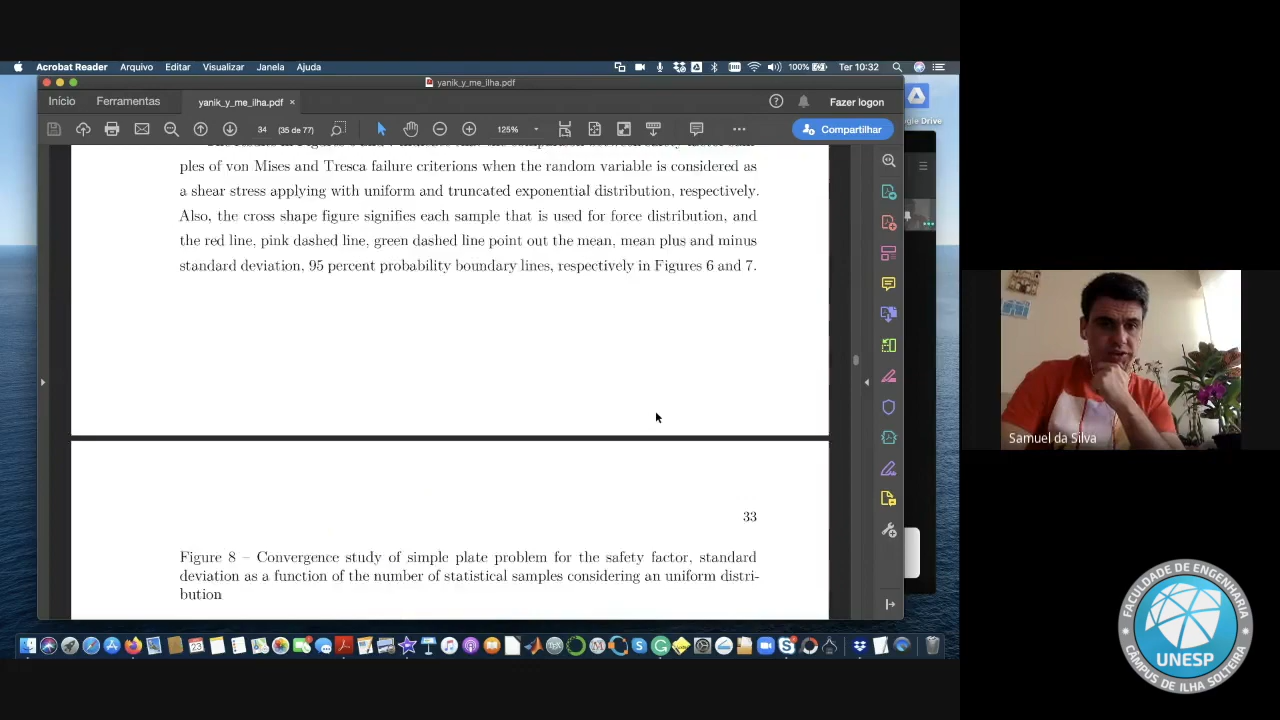 Acrobat Reader Arquivo Editar Visualizar Janela Ajuda 100% Ter 10:32
yanik_y_me_ilha.pdf
Início Ferramentas yanik_y_me_ilha.pdf × Fazer logon
34 (35 de 77) 125% Compartilhar
ples of von Mises and Tresca failure criterions when the random variable is considered as
a shear stress applying with uniform and truncated exponential distribution, respectively.
Also, the cross shape figure signifies each sample that is used for force distribution, and
the red line, pink dashed line, green dashed line point out the mean, mean plus and minus
standard deviation, 95 percent probability boundary lines, respectively in Figures 6 and 7.
33
Figure 8 – Convergence study of simple plate problem for the safety factor, standard
deviation as a function of the number of statistical samples considering an uniform distri-
bution
ogle Drive
Samuel da Silva
FACULDADE DE ENGENHARIA
UNESP
CÂMPUS DE ILHA SOLTEIRA